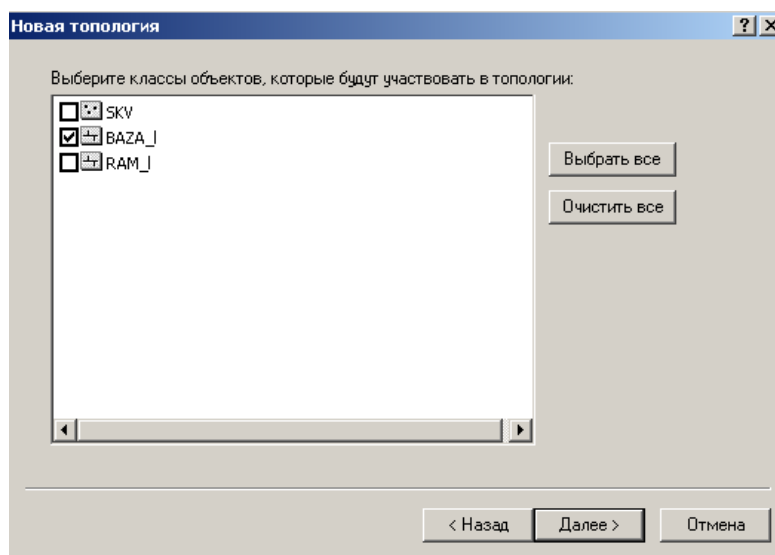 Новая топология
Выберите классы объектов, которые будут участвовать в топологии:
SKV
BAZA_l
RAM_l
Выбрать все
Очистить все
< Назад
Далее >
Отмена